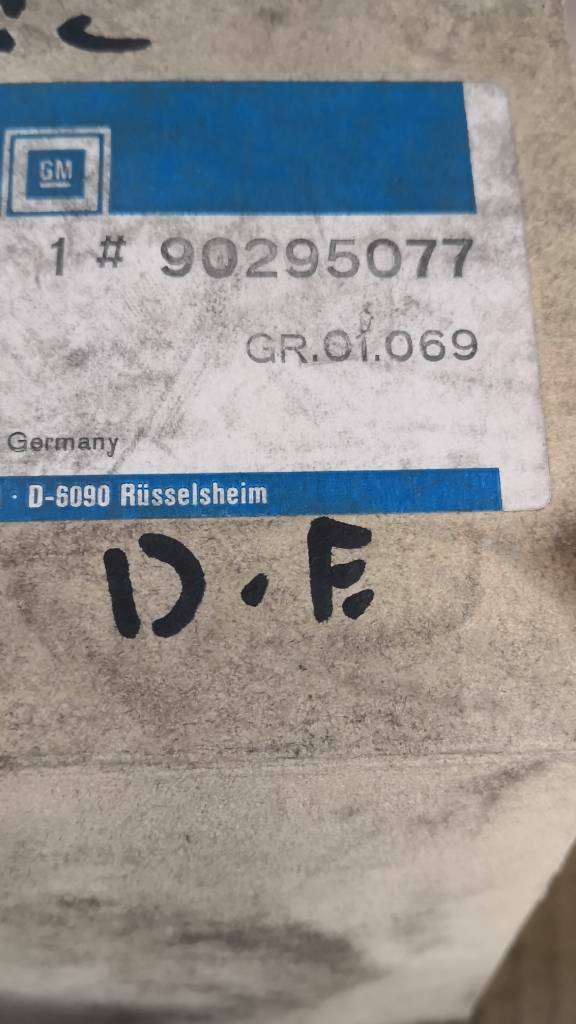 GM
1 # 90295077
GR.01.069
Germany
· D-6090 Rüsselsheim
D.E